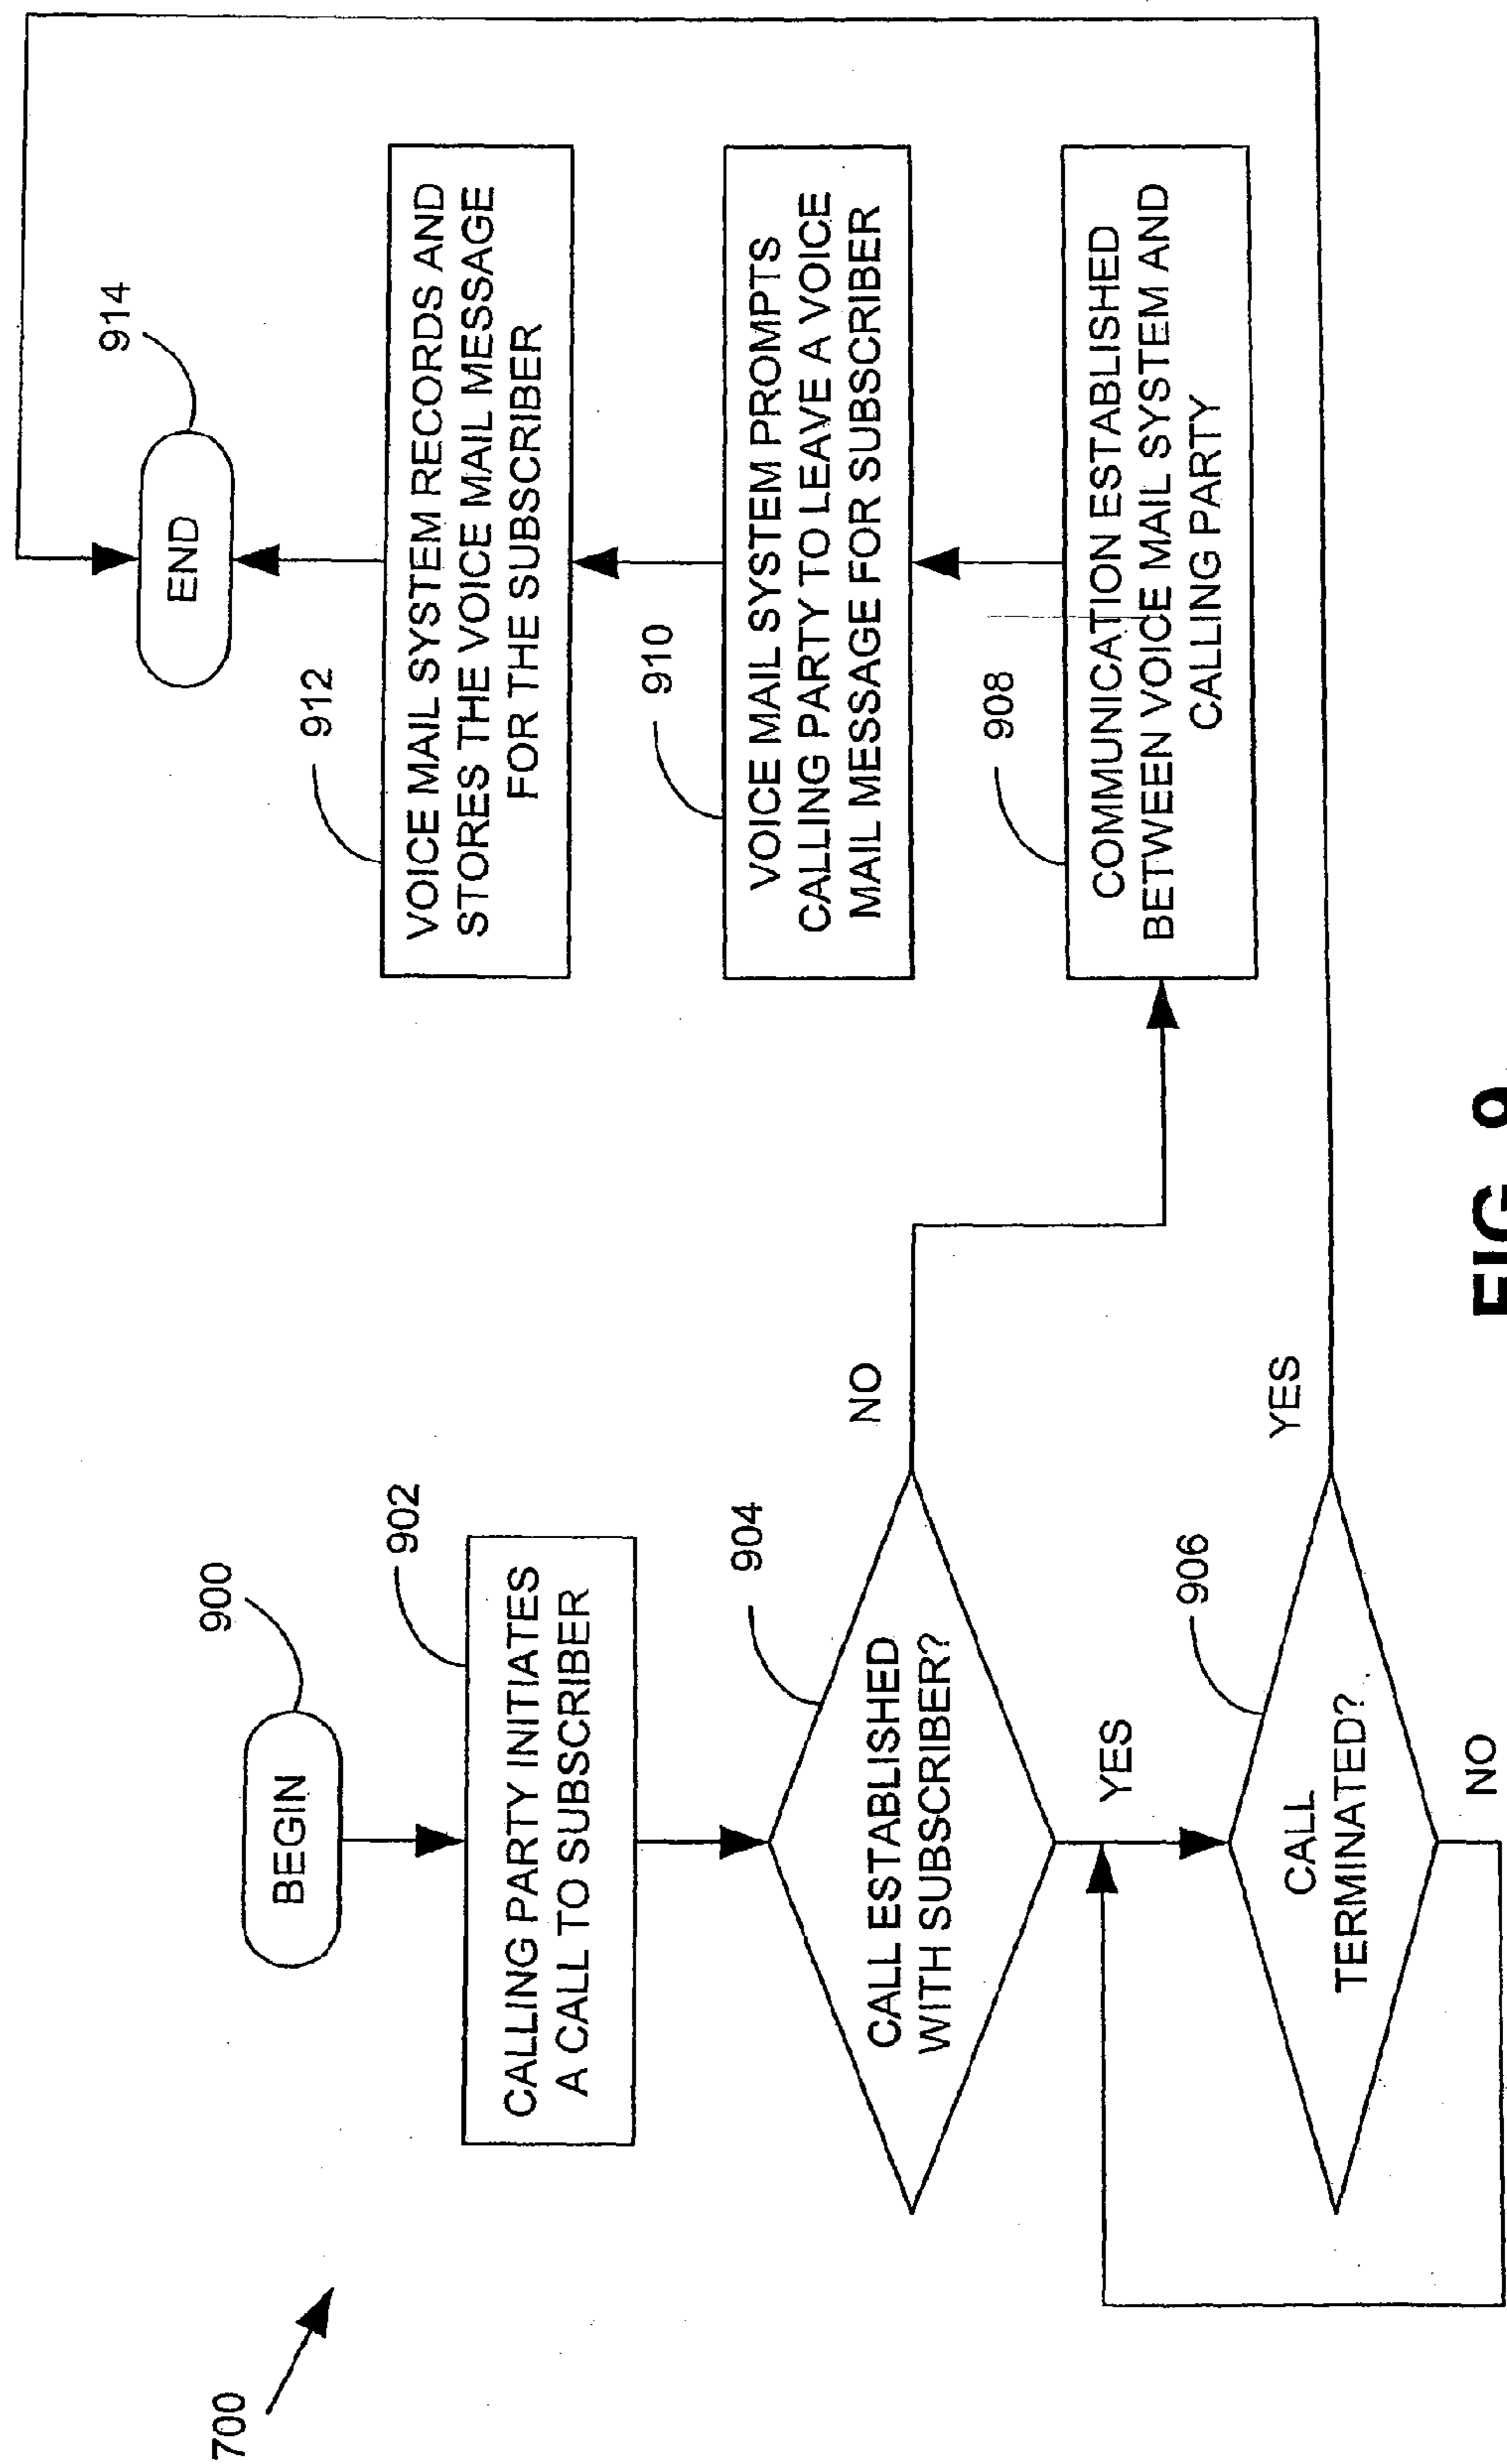 700
900
BEGIN
902
CALLING PARTY INITIATES
A CALL TO SUBSCRIBER
904
CALL ESTABLISHED
WITH SUBSCRIBER?
NO
YES
906
CALL
TERMINATED?
YES
NO
914
END
912
VOICE MAIL SYSTEM RECORDS AND
STORES THE VOICE MAIL MESSAGE
FOR THE SUBSCRIBER
910
VOICE MAIL SYSTEM PROMPTS
CALLING PARTY TO LEAVE A VOICE
MAIL MESSAGE FOR SUBSCRIBER
908
COMMUNICATION ESTABLISHED
BETWEEN VOICE MAIL SYSTEM AND
CALLING PARTY
FIG. 9